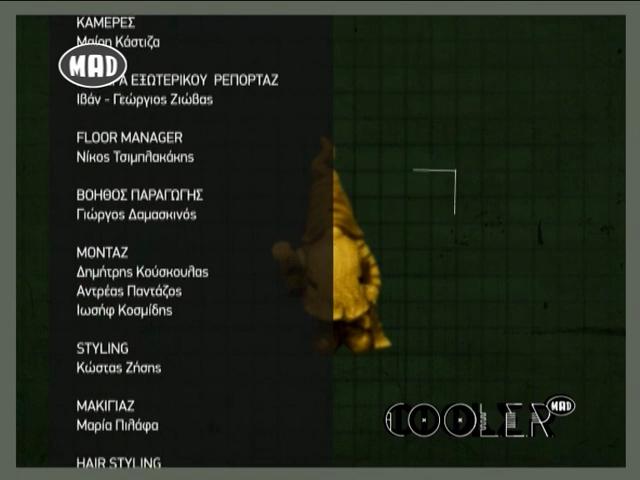 ΚΑΜΕΡΕΣ
Μαίρη Κάστιζα
ΡΑ ΕΞΩΤΕΡΙΚΟΥ ΡΕΠΟΡΤΑΖ
MAD
Ιβάν - Γεώργιος Ζιώβας
FLOOR MANAGER
Νίκος Τσιμπλακάκης
ΒΟΗΘΟΣ ΠΑΡΑΓΩΓΗΣ
Γιώργος Δαμασκινός
ΜΟΝΤΑΖ
Δημήτρης Κούσκουλας
Αντρέας Παντάζος
Ιωσήφ Κοσμίδης
STYLING
Κώστας Ζήσης
ΜΑΚΙΓΙΑΖ
Μαρία Πιλάφα
HAIR STYLING
COOLER MAD